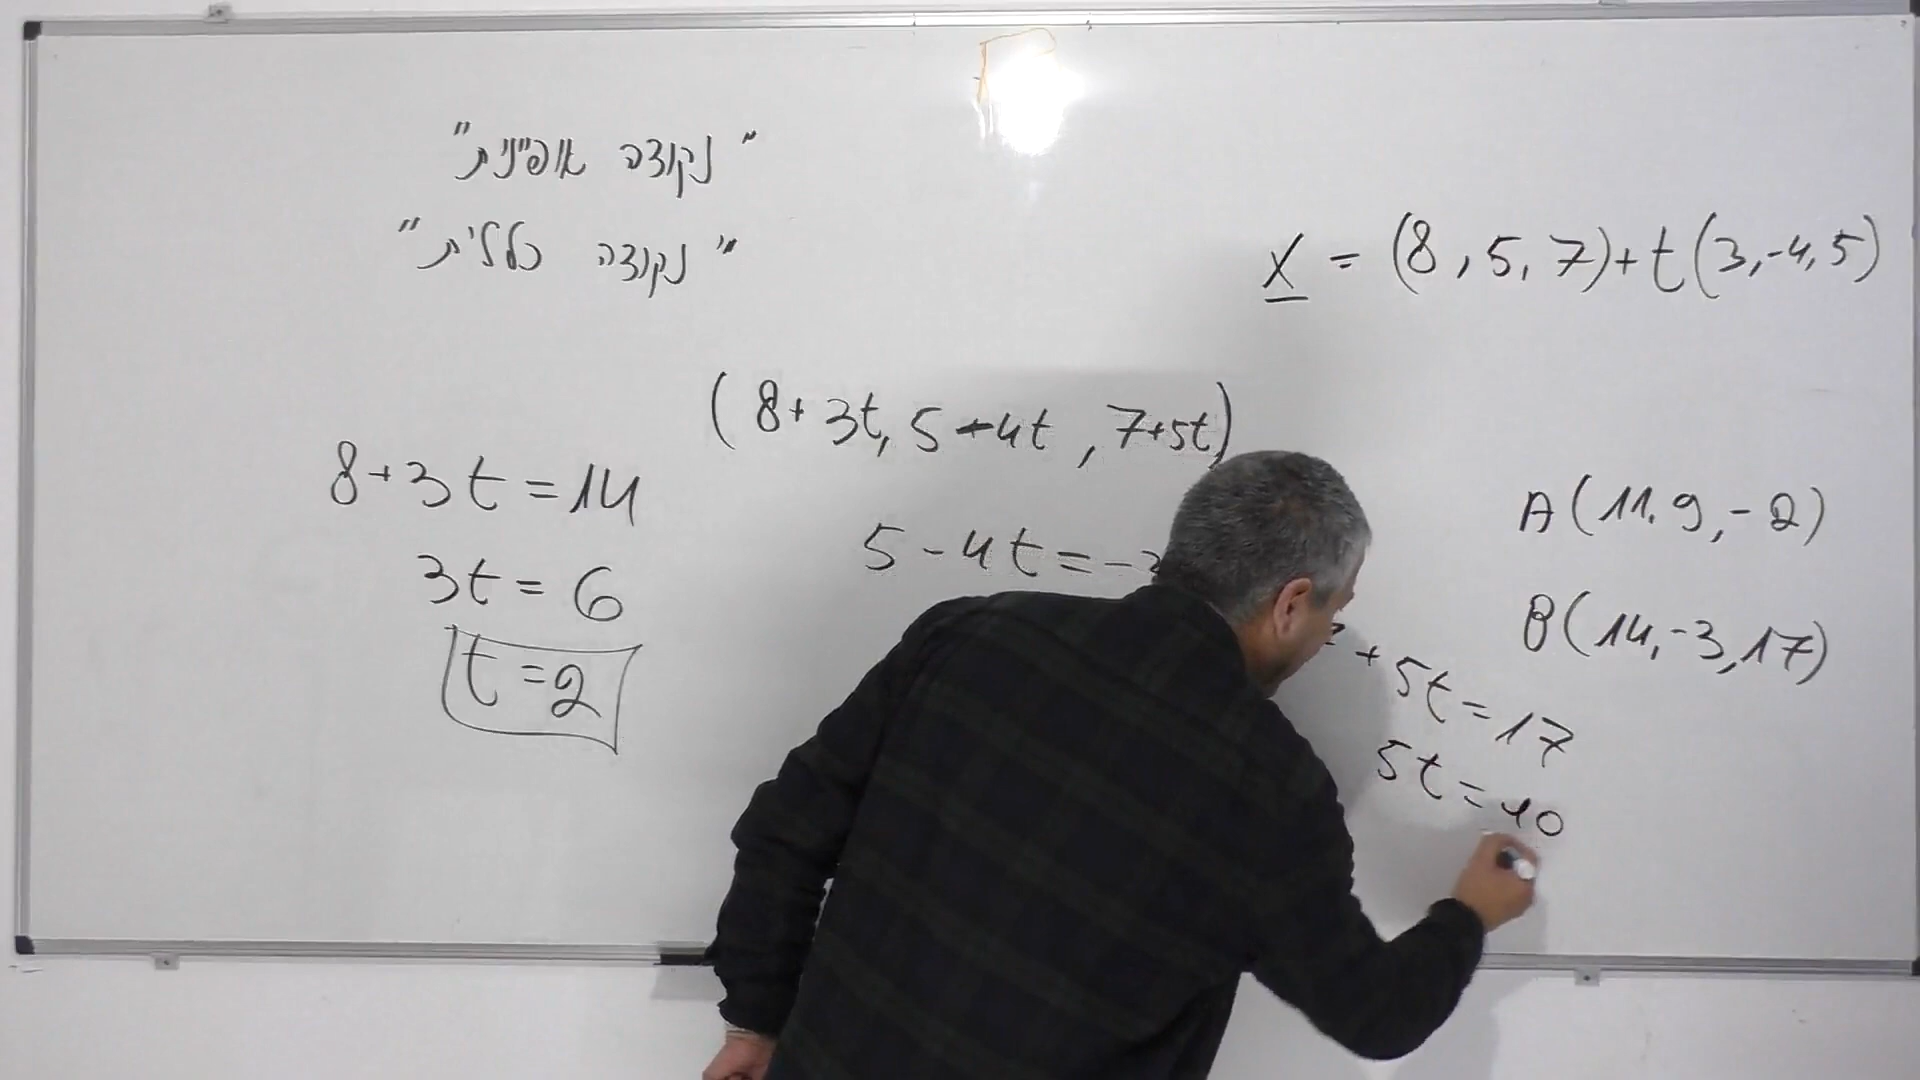 "נקודה אופיינית"
"נקודה כללית"
x = (8, 5, 7) + t(3, -4, 5)
(8 + 3t, 5 - 4t, 7 + 5t)
8 + 3t = 14
3t = 6
t = 2
5 - 4t = -3
+ 5t = 17
5t = 10
A(11, 9, -2)
B(14, -3, 17)